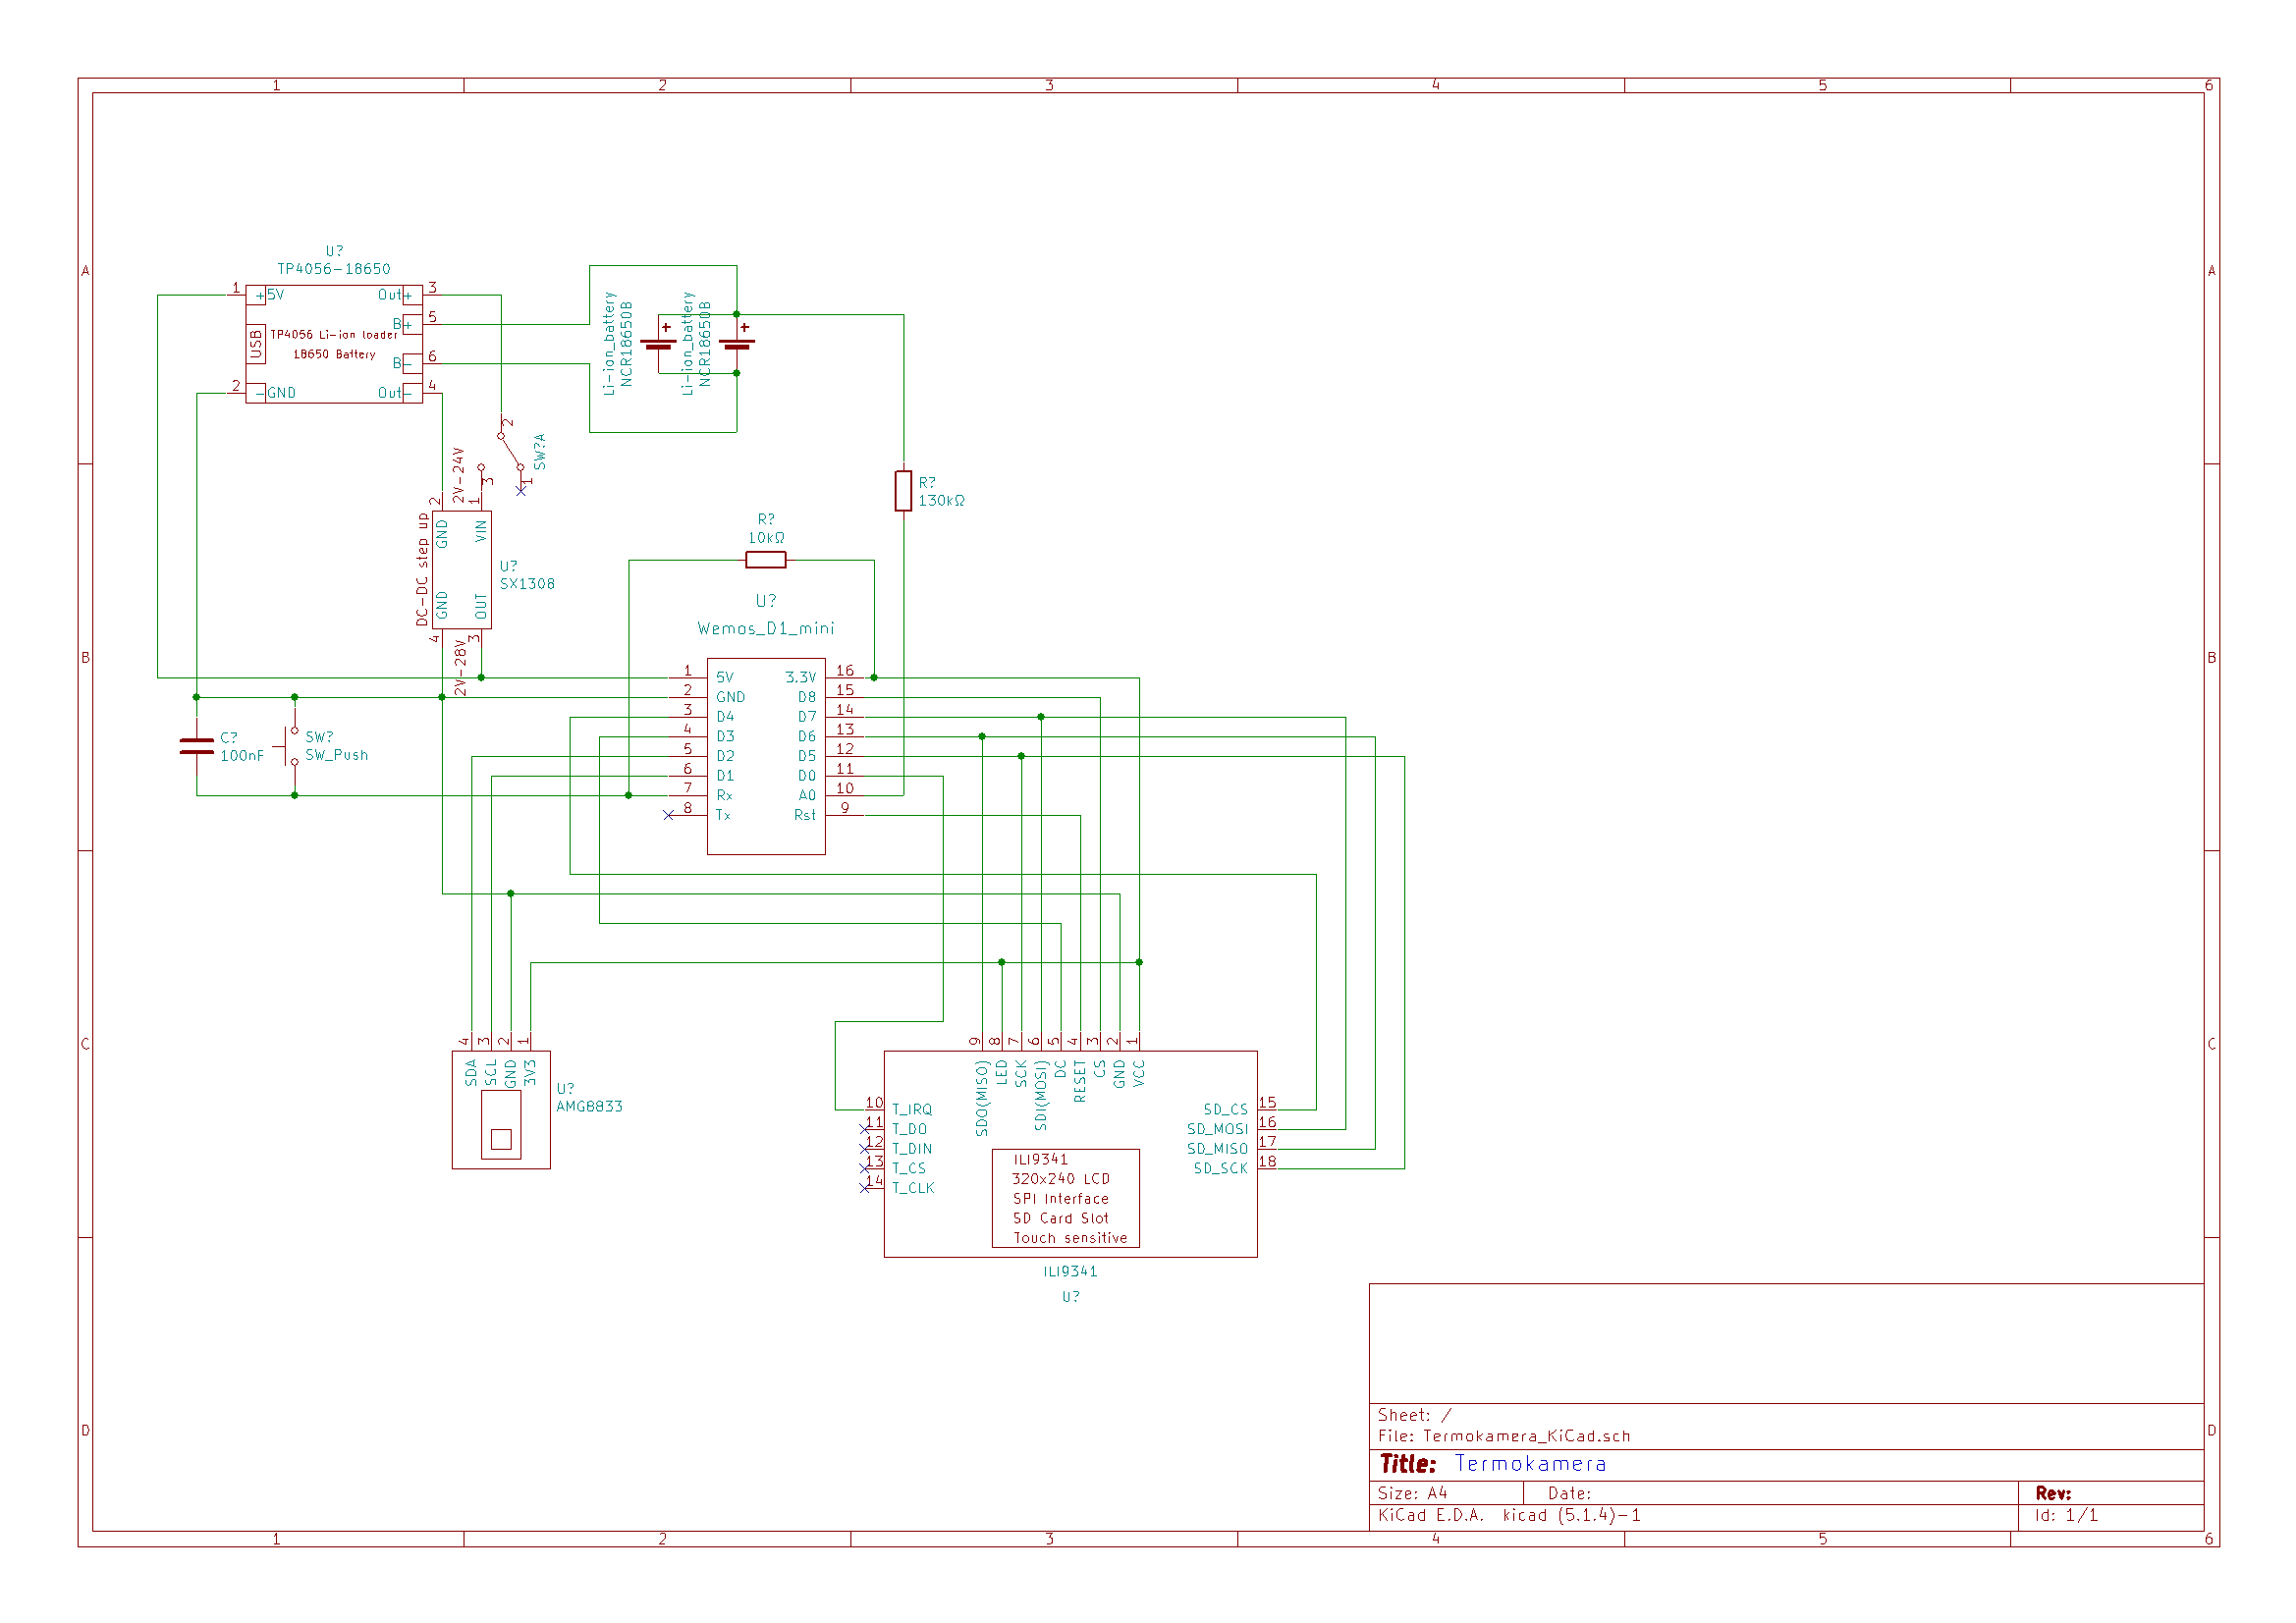 1 2 3 4 5 6
A A
U?
TP4056-18650
1 +5V Out+ 3
B+ 5
USB
TP4056 Li-ion loader
18650 Battery
B- 6
2 -GND Out- 4
Li-ion_battery
NCR18650B
+
Li-ion_battery
NCR18650B
+
2
SW?A
3
1
R?
130kΩ
2V-24V
2 1
GND VIN
DC-DC step up
U?
SX1308
GND OUT
4 3
2V-28V
R?
10kΩ
U?
Wemos_D1_mini
B B
1 5V 3.3V 16
2 GND D8 15
3 D4 D7 14
4 D3 D6 13
5 D2 D5 12
6 D1 D0 11
7 Rx A0 10
8 Tx Rst 9
C?
100nF
SW?
SW_Push
C C
4 3 2 1
SDA SCL GND 3V3
U?
AMG8833
9 8 7 6 5 4 3 2 1
SDO(MISO) LED SCK SDI(MOSI) DC RESET CS GND VCC
10 T_IRQ SD_CS 15
11 T_DO SD_MOSI 16
12 T_DIN SD_MISO 17
13 T_CS SD_SCK 18
14 T_CLK
ILI9341
320x240 LCD
SPI Interface
SD Card Slot
Touch sensitive
ILI9341
U?
D D
Sheet: /
File: Termokamera_KiCad.sch
Title: Termokamera
Size: A4 Date: Rev:
KiCad E.D.A. kicad (5.1.4)-1 Id: 1/1
1 2 3 4 5 6